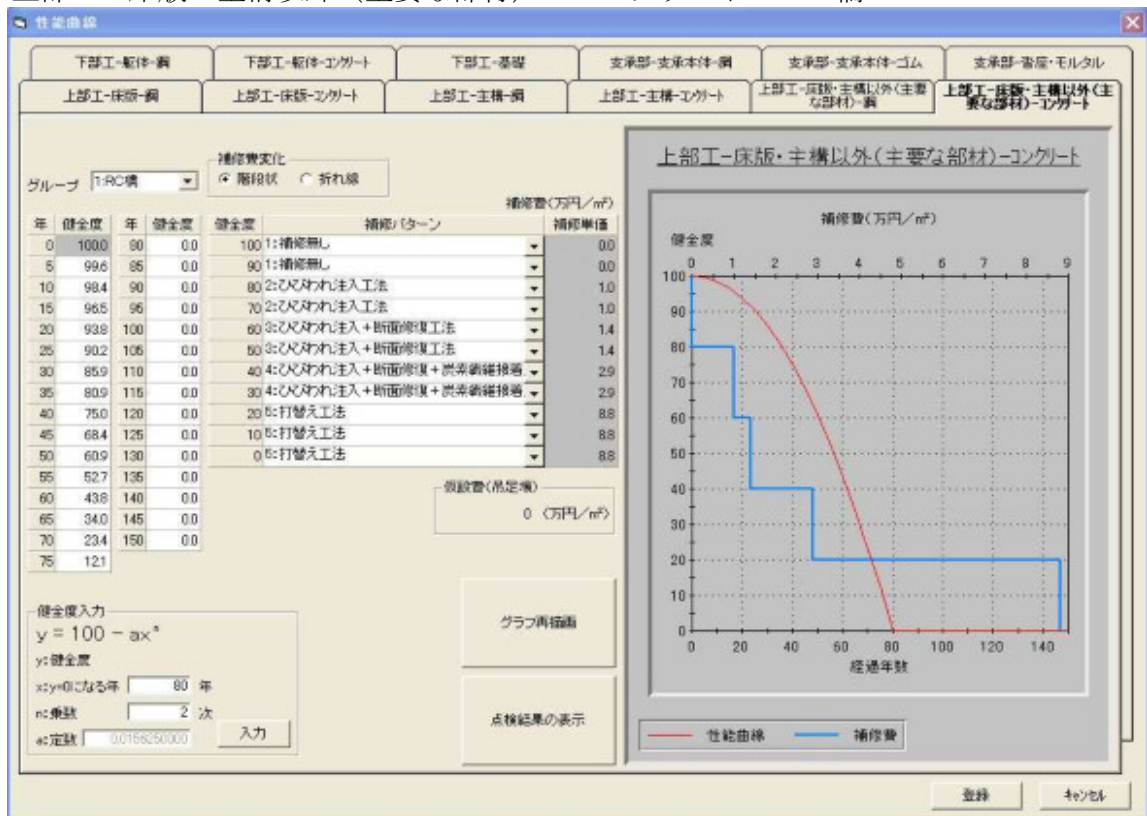 性能曲線
下部工-躯体-鋼 下部工-躯体-コンクリート 下部工-基礎 支承部-支承本体-鋼 支承部-支承本体-ゴム 支承部-沓座・モルタル
上部工-床版-鋼 上部工-床版-コンクリート 上部工-主構-鋼 上部工-主構-コンクリート 上部工-床版・主構以外(主要な部材)-鋼 上部工-床版・主構以外(主要な部材)-コンクリート
グループ 1:RC橋
補修費変化
階段状 折れ線
補修費(万円/㎡)
年 健全度 年 健全度 健全度 補修パターン 補修単価
0 100.0 80 0.0 100 1:補修無し 0.0
5 99.6 85 0.0 90 1:補修無し 0.0
10 98.4 90 0.0 80 2:ひびわれ注入工法 1.0
15 96.5 95 0.0 70 2:ひびわれ注入工法 1.0
20 93.8 100 0.0 60 3:ひびわれ注入+断面修復工法 1.4
25 90.2 105 0.0 50 3:ひびわれ注入+断面修復工法 1.4
30 85.9 110 0.0 40 4:ひびわれ注入+断面修復+炭素繊維接着 2.9
35 80.9 115 0.0 30 4:ひびわれ注入+断面修復+炭素繊維接着 2.9
40 75.0 120 0.0 20 5:打替え工法 8.8
45 68.4 125 0.0 10 5:打替え工法 8.8
50 60.9 130 0.0 0 5:打替え工法 8.8
55 52.7 135 0.0
60 43.8 140 0.0
65 34.0 145 0.0
70 23.4 150 0.0
75 12.1
仮設費(吊足場)
0 (万円/㎡)
健全度入力
y = 100 - axⁿ
y:健全度
x:y=0になる年 80 年
n:乗数 2 次
a:定数 0.0156250000
入力
グラフ再描画
点検結果の表示
上部工-床版・主構以外(主要な部材)-コンクリート
補修費(万円/㎡)
健全度
0 1 2 3 4 5 6 7 8 9
100
90
80
70
60
50
40
30
20
10
0
0 20 40 60 80 100 120 140
経過年数
性能曲線 補修費
登録 キャンセル